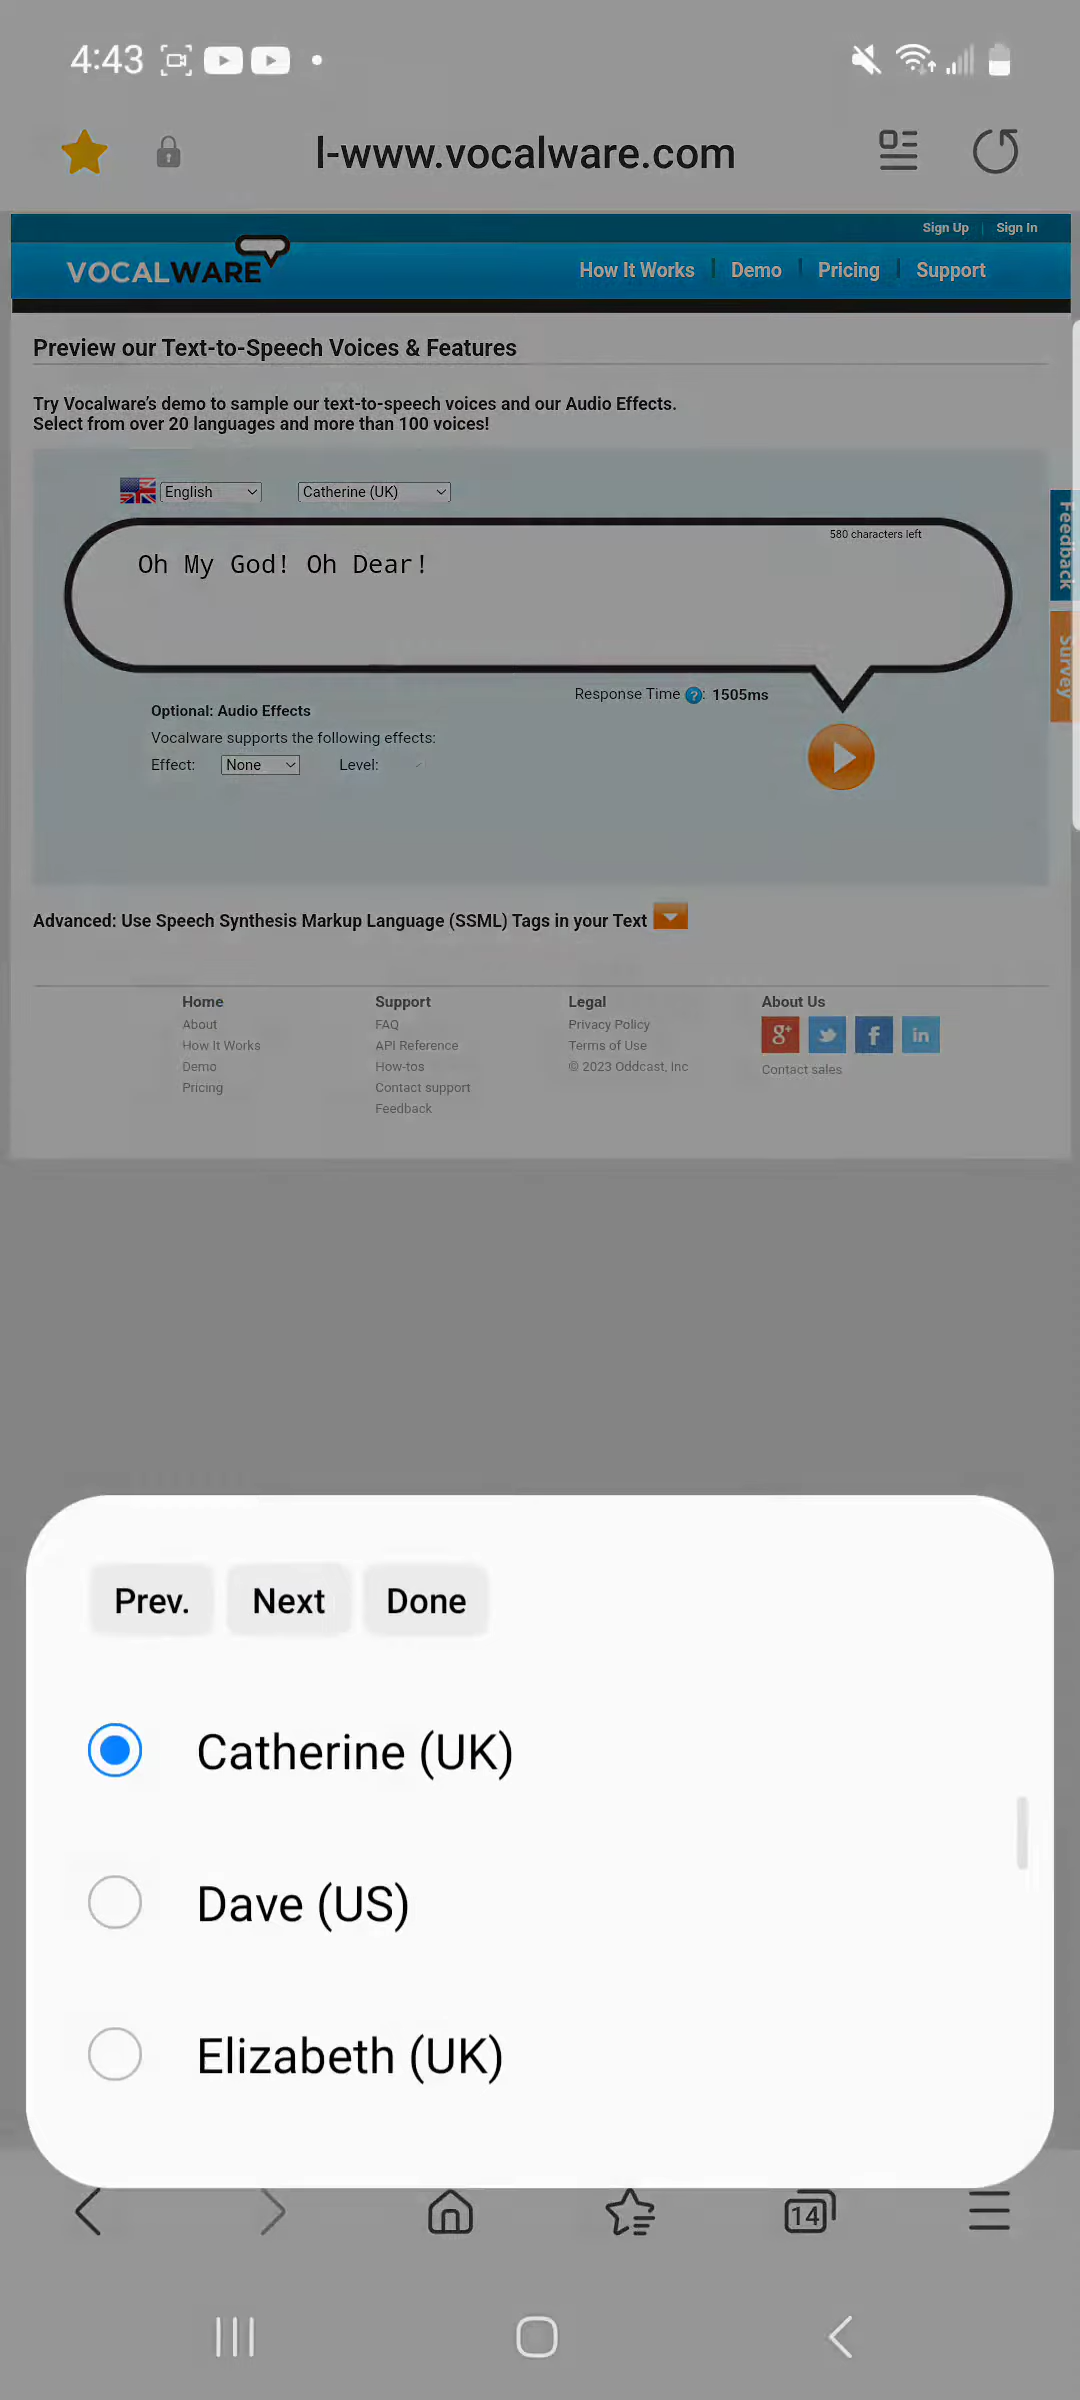 4:43
l-www.vocalware.com
Sign Up | Sign In
VOCALWARE
How It Works | Demo | Pricing | Support
Preview our Text-to-Speech Voices & Features
Try Vocalware's demo to sample our text-to-speech voices and our Audio Effects.
Select from over 20 languages and more than 100 voices!
English Catherine (UK)
580 characters left
Oh My God! Oh Dear!
Feedback
Survey
Response Time ?: 1505ms
Optional: Audio Effects
Vocalware supports the following effects:
Effect: None Level:
Advanced: Use Speech Synthesis Markup Language (SSML) Tags in your Text
Home
About
How It Works
Demo
Pricing
Support
FAQ
API Reference
How-tos
Contact support
Feedback
Legal
Privacy Policy
Terms of Use
© 2023 Oddcast, Inc
About Us
g+ f in
Contact sales
Prev. Next Done
Catherine (UK)
Dave (US)
Elizabeth (UK)
14